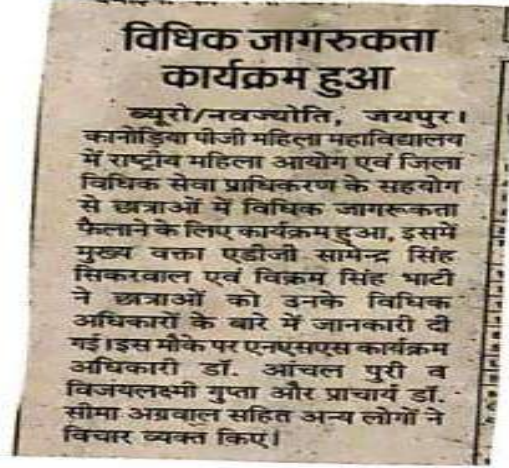 विधिक जागरुकता
कार्यक्रम हुआ
ब्यूरो/नवज्योति, जयपुर।
कानोड़िया पीजी महिला महाविद्यालय
में राष्ट्रीय महिला आयोग एवं जिला
विधिक सेवा प्राधिकरण के सहयोग
से छात्राओं में विधिक जागरूकता
फैलाने के लिए कार्यक्रम हुआ, इसमें
मुख्य वक्ता एडीजी सामेन्द्र सिंह
सिकरवाल एवं विक्रम सिंह भाटी
ने छात्राओं को उनके विधिक
अधिकारों के बारे में जानकारी दी
गई। इस मौके पर एनएसएस कार्यक्रम
अधिकारी डॉ. आंचल पुरी व
विजयलक्ष्मी गुप्ता और प्राचार्य डॉ.
सीमा अग्रवाल सहित अन्य लोगों ने
विचार व्यक्त किए।